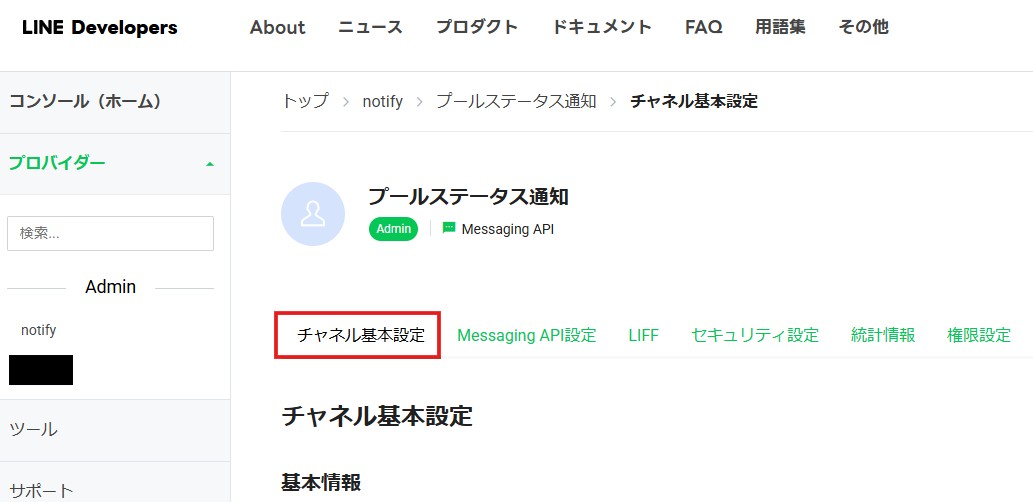 LINE Developers About ニュース プロダクト ドキュメント FAQ 用語集 その他
コンソール（ホーム）
プロバイダー
検索...
Admin
notify
ツール
サポート
トップ > notify > プールステータス通知 > チャネル基本設定
プールステータス通知
Admin Messaging API
チャネル基本設定 Messaging API設定 LIFF セキュリティ設定 統計情報 権限設定
チャネル基本設定
基本情報